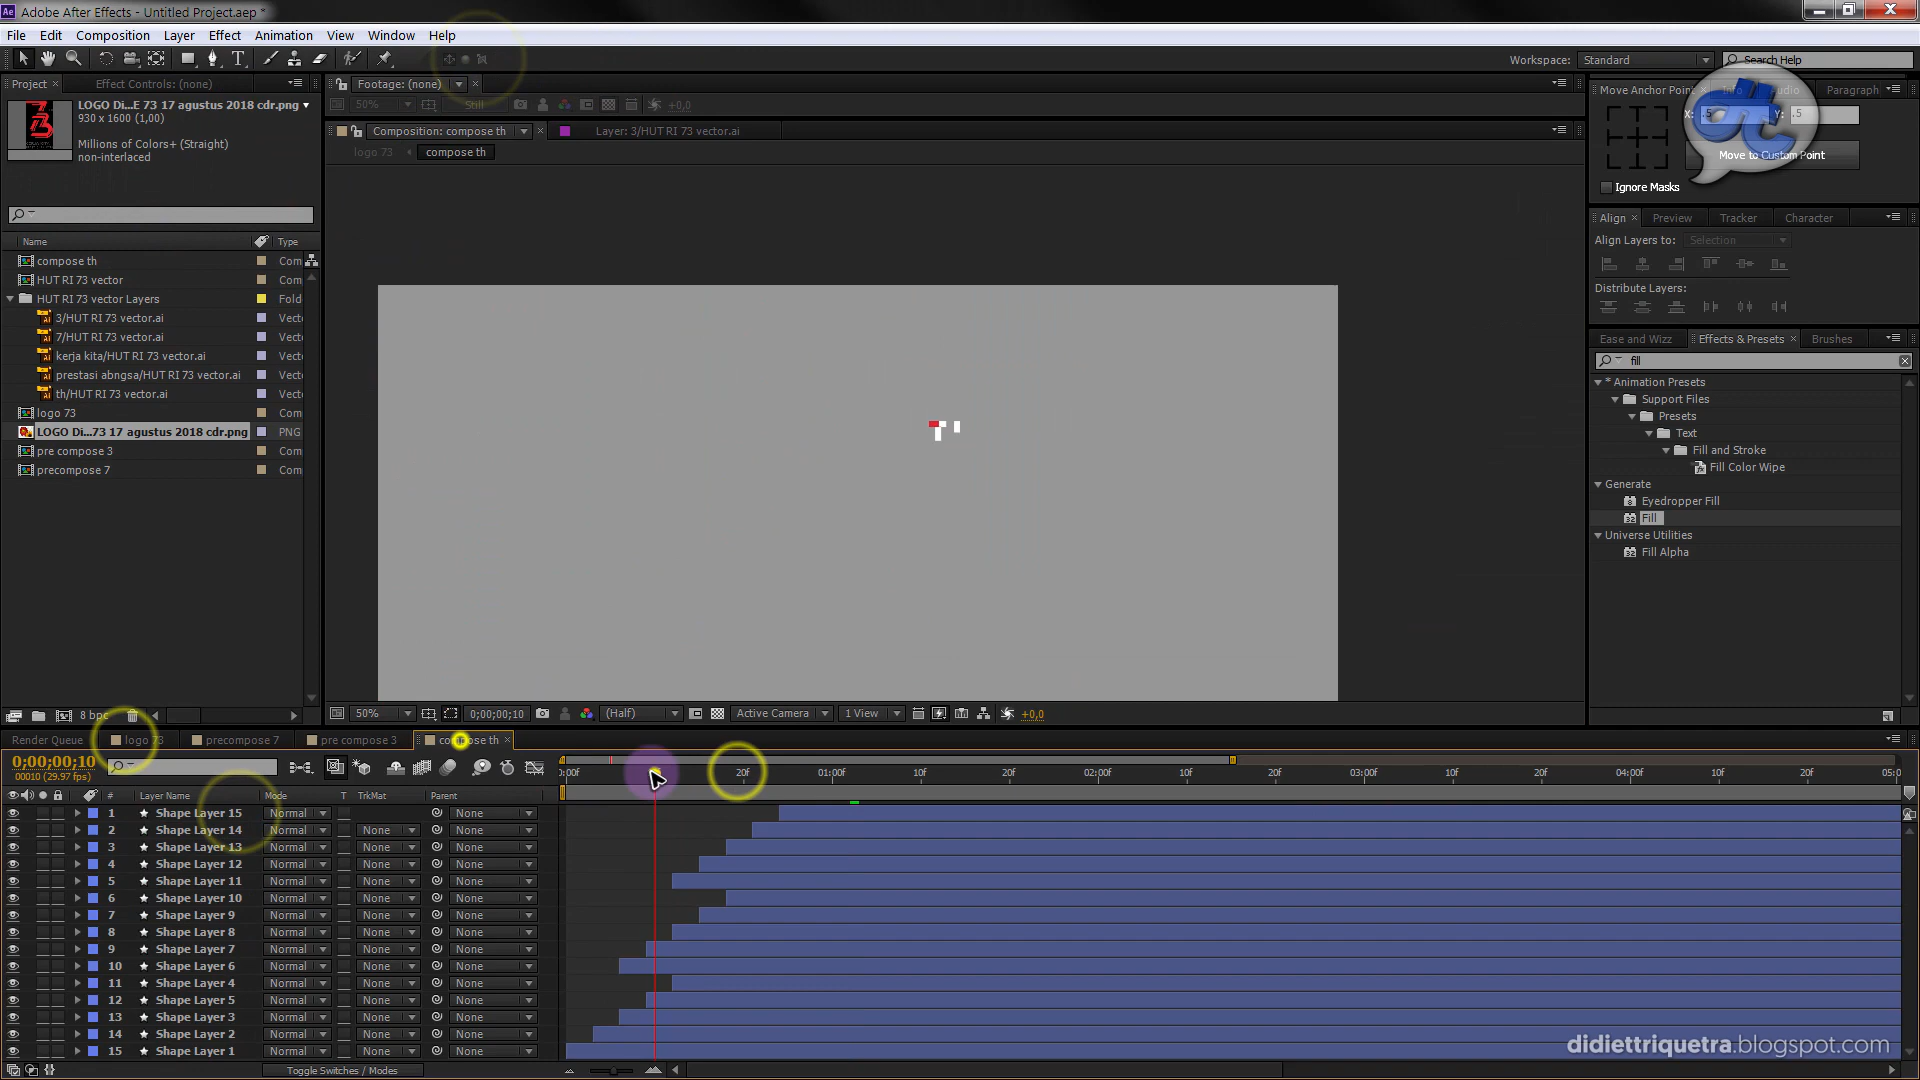 Adobe After Effects - Untitled Project.aep *
File Edit Composition Layer Effect Animation View Window Help
Workspace: Standard Search Help
Project Effect Controls: (none)
LOGO Di...E 73 17 agustus 2018 cdr.png
930 x 1600 (1,00)
Millions of Colors+ (Straight)
non-interlaced
Name Type
compose th Com
HUT RI 73 vector Com
HUT RI 73 vector Layers Fold
3/HUT RI 73 vector.ai Vect
7/HUT RI 73 vector.ai Vect
kerja kita/HUT RI 73 vector.ai Vect
prestasi abngsa/HUT RI 73 vector.ai Vect
th/HUT RI 73 vector.ai Vect
logo 73 Com
LOGO Di...73 17 agustus 2018 cdr.png PNG
pre compose 3 Com
precompose 7 Com
8 bpc
Footage: (none)
50% Still +0,0
Composition: compose th Layer: 3/HUT RI 73 vector.ai
logo 73 compose th
50% 0;00;00;10 (Half) Active Camera 1 View +0,0
Move Anchor Point Info Audio Paragraph
X: .5 Y: .5
Move to Custom Point
Ignore Masks
Align Preview Tracker Character
Align Layers to: Selection
Distribute Layers:
Ease and Wizz Effects & Presets Brushes
fill
* Animation Presets
Support Files
Presets
Text
Fill and Stroke
Fill Color Wipe
Generate
Eyedropper Fill
Fill
Universe Utilities
Fill Alpha
Render Queue logo 73 precompose 7 pre compose 3 compose th
0;00;00;10
00010 (29.97 fps)
:00f 20f 01:00f 10f 20f 02:00f 10f 20f 03:00f 10f 20f 04:00f 10f 20f 05:0
# Layer Name Mode T TrkMat Parent
1 Shape Layer 15 Normal None
2 Shape Layer 14 Normal None None
3 Shape Layer 13 Normal None None
4 Shape Layer 12 Normal None None
5 Shape Layer 11 Normal None None
6 Shape Layer 10 Normal None None
7 Shape Layer 9 Normal None None
8 Shape Layer 8 Normal None None
9 Shape Layer 7 Normal None None
10 Shape Layer 6 Normal None None
11 Shape Layer 4 Normal None None
12 Shape Layer 5 Normal None None
13 Shape Layer 3 Normal None None
14 Shape Layer 2 Normal None None
15 Shape Layer 1 Normal None None
Toggle Switches / Modes
didiettriquetra.blogspot.com